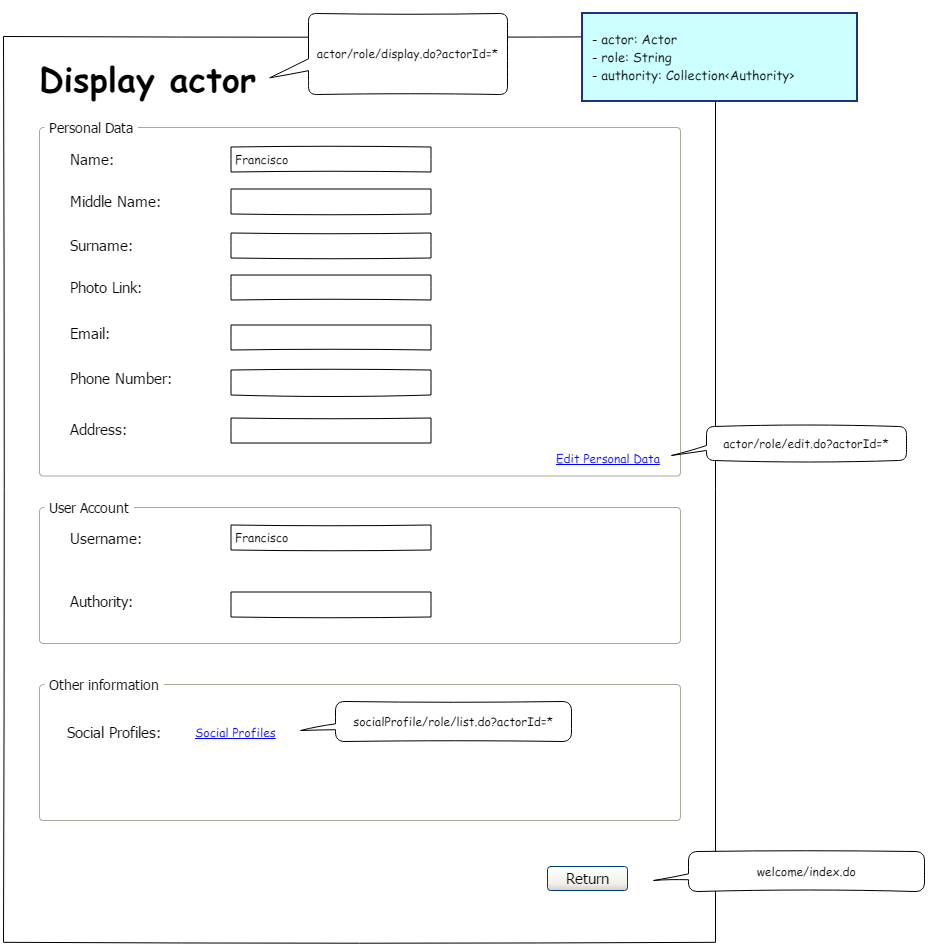 actor/role/display.do?actorId=*
- actor: Actor
- role: String
- authority: Collection<Authority>
Display actor
Personal Data
Name:
Francisco
Middle Name:
Surname:
Photo Link:
Email:
Phone Number:
Address:
Edit Personal Data
actor/role/edit.do?actorId=*
User Account
Username:
Francisco
Authority:
Other information
Social Profiles:
Social Profiles
socialProfile/role/list.do?actorId=*
Return
welcome/index.do